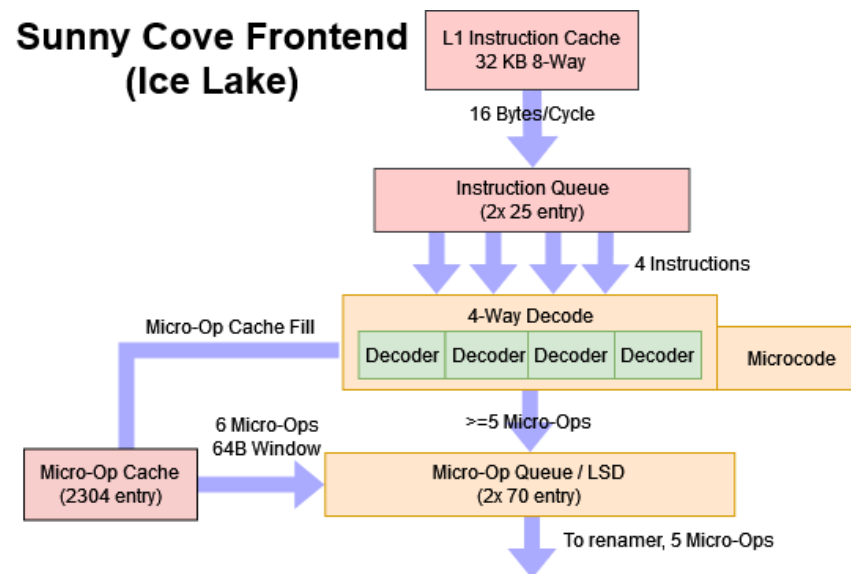 Sunny Cove Frontend
(Ice Lake)
L1 Instruction Cache
32 KB 8-Way
16 Bytes/Cycle
Instruction Queue
(2x 25 entry)
4 Instructions
4-Way Decode
Decoder
Decoder
Decoder
Decoder
Microcode
Micro-Op Cache Fill
6 Micro-Ops
64B Window
>=5 Micro-Ops
Micro-Op Cache
(2304 entry)
Micro-Op Queue / LSD
(2x 70 entry)
To renamer, 5 Micro-Ops